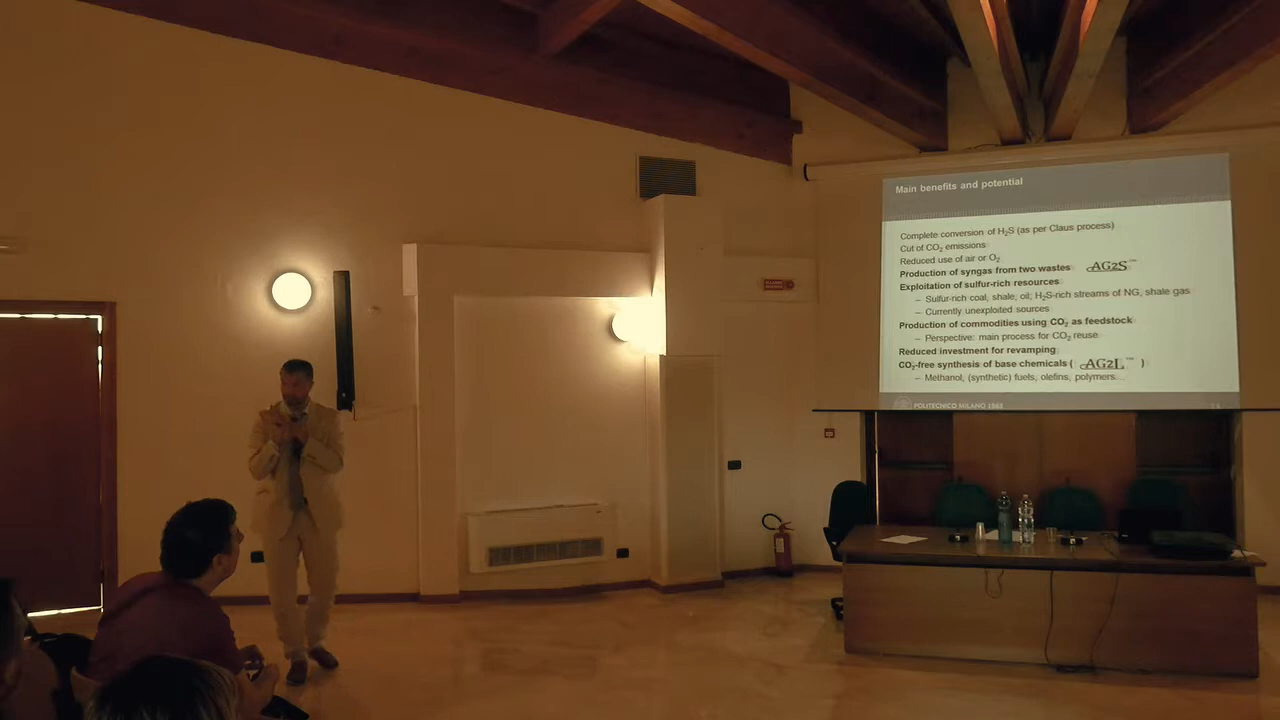 Main benefits and potential
Complete conversion of H₂S (as per Claus process)
Cut of CO₂ emissions
Reduced use of air or O₂
Production of syngas from two wastes AG2S™
Exploitation of sulfur-rich resources
– Sulfur-rich coal, shale, oil; H₂S-rich streams of NG, shale gas
– Currently unexploited sources
Production of commodities using CO₂ as feedstock
– Perspective: main process for CO₂ reuse
Reduced investment for revamping
CO₂-free synthesis of base chemicals ( AG2L™ )
– Methanol, (synthetic) fuels, olefins, polymers...
POLITECNICO MILANO 1863